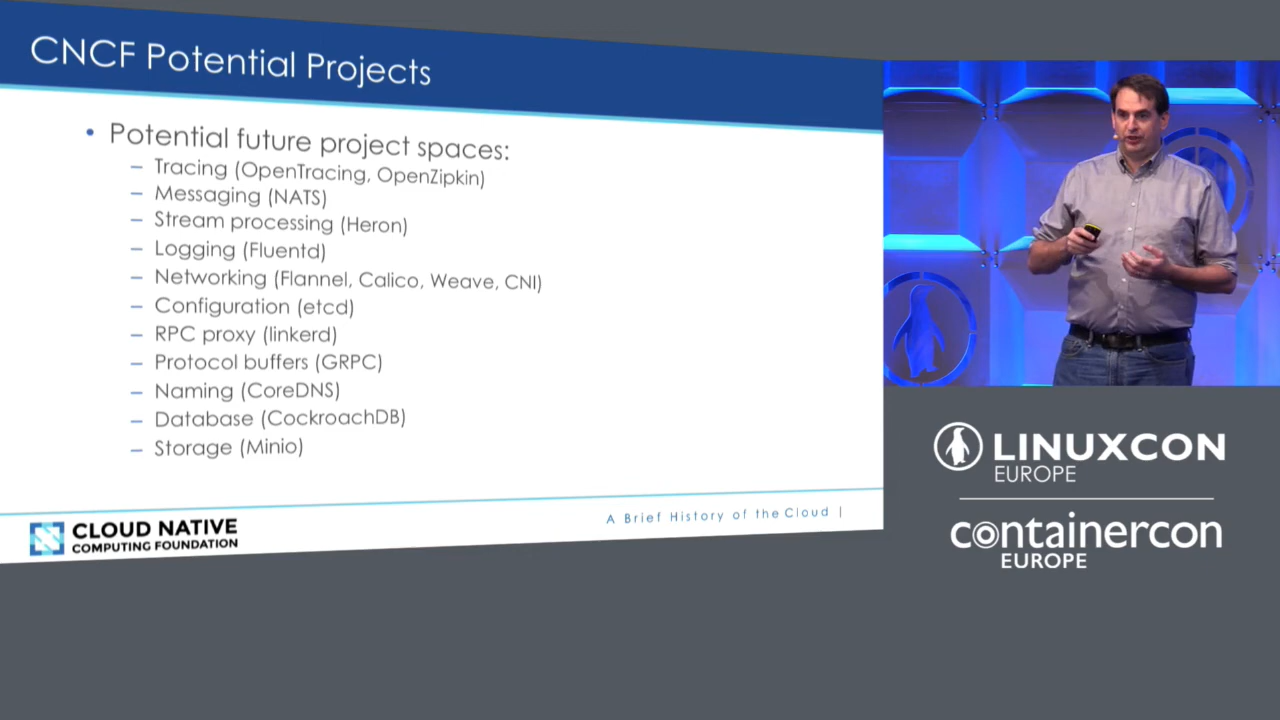 CNCF Potential Projects
• Potential future project spaces:
– Tracing (OpenTracing, OpenZipkin)
– Messaging (NATS)
– Stream processing (Heron)
– Logging (Fluentd)
– Networking (Flannel, Calico, Weave, CNI)
– Configuration (etcd)
– RPC proxy (linkerd)
– Protocol buffers (GRPC)
– Naming (CoreDNS)
– Database (CockroachDB)
– Storage (Minio)
CLOUD NATIVE
COMPUTING FOUNDATION
A Brief History of the Cloud |
LINUXCON
EUROPE
containercon
EUROPE